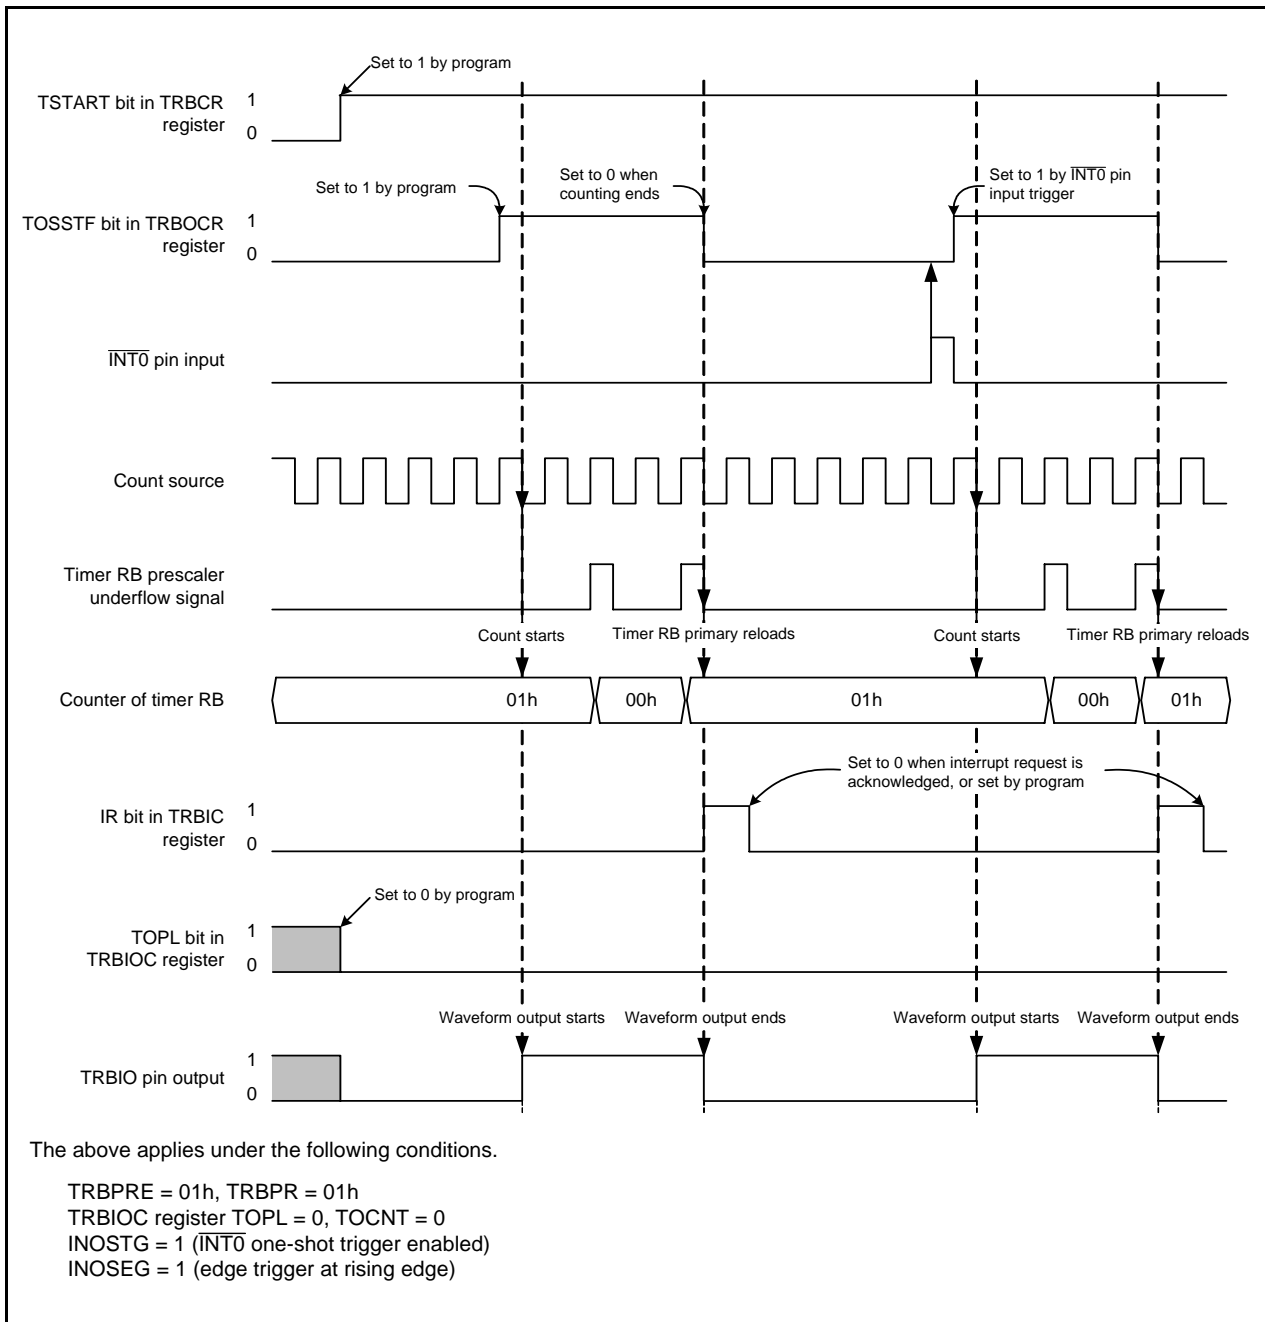 Set to 1 by program
TSTART bit in TRBCR
register
1
0
Set to 1 by program
Set to 0 when
counting ends
Set to 1 by INT0 pin
input trigger
TOSSTF bit in TRBOCR
register
1
0
INT0 pin input
Count source
Timer RB prescaler
underflow signal
Count starts
Timer RB primary reloads
Count starts
Timer RB primary reloads
Counter of timer RB
01h
00h
01h
00h
01h
Set to 0 when interrupt request is
acknowledged, or set by program
IR bit in TRBIC
register
1
0
Set to 0 by program
TOPL bit in
TRBIOC register
1
0
Waveform output starts
Waveform output ends
Waveform output starts
Waveform output ends
TRBIO pin output
1
0
The above applies under the following conditions.
TRBPRE = 01h, TRBPR = 01h
TRBIOC register TOPL = 0, TOCNT = 0
INOSTG = 1 (INT0 one-shot trigger enabled)
INOSEG = 1 (edge trigger at rising edge)